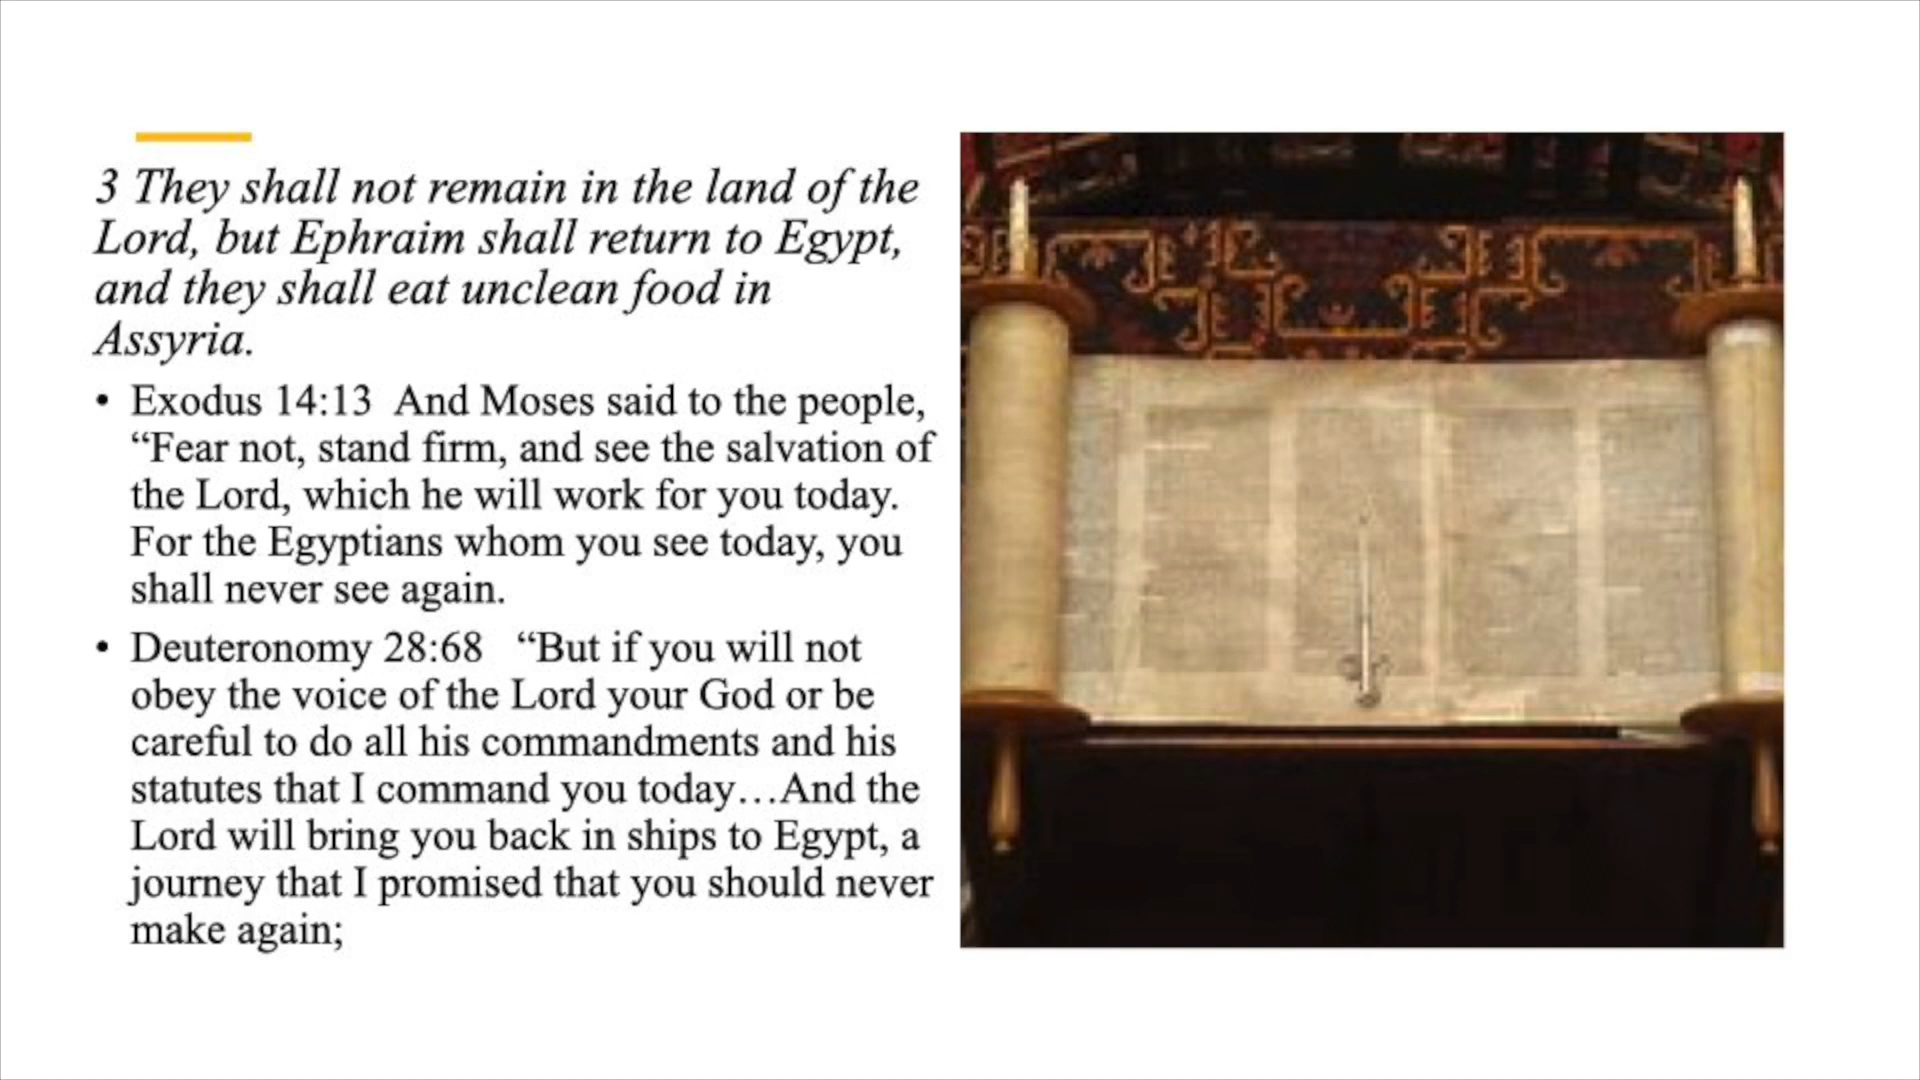 3 They shall not remain in the land of the
Lord, but Ephraim shall return to Egypt,
and they shall eat unclean food in
Assyria.
• Exodus 14:13  And Moses said to the people,
“Fear not, stand firm, and see the salvation of
the Lord, which he will work for you today.
For the Egyptians whom you see today, you
shall never see again.
• Deuteronomy 28:68   “But if you will not
obey the voice of the Lord your God or be
careful to do all his commandments and his
statutes that I command you today…And the
Lord will bring you back in ships to Egypt, a
journey that I promised that you should never
make again;